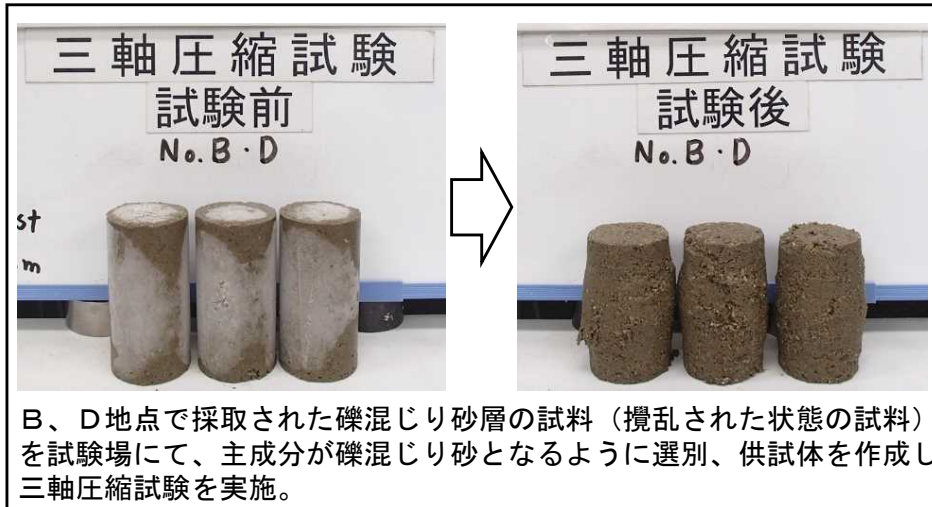 三軸圧縮試験
試験前
No.B・D
st
m
三軸圧縮試験
試験後
No.B・D
B、D地点で採取された礫混じり砂層の試料（攪乱された状態の試料）
を試験場にて、主成分が礫混じり砂となるように選別、供試体を作成し
三軸圧縮試験を実施。